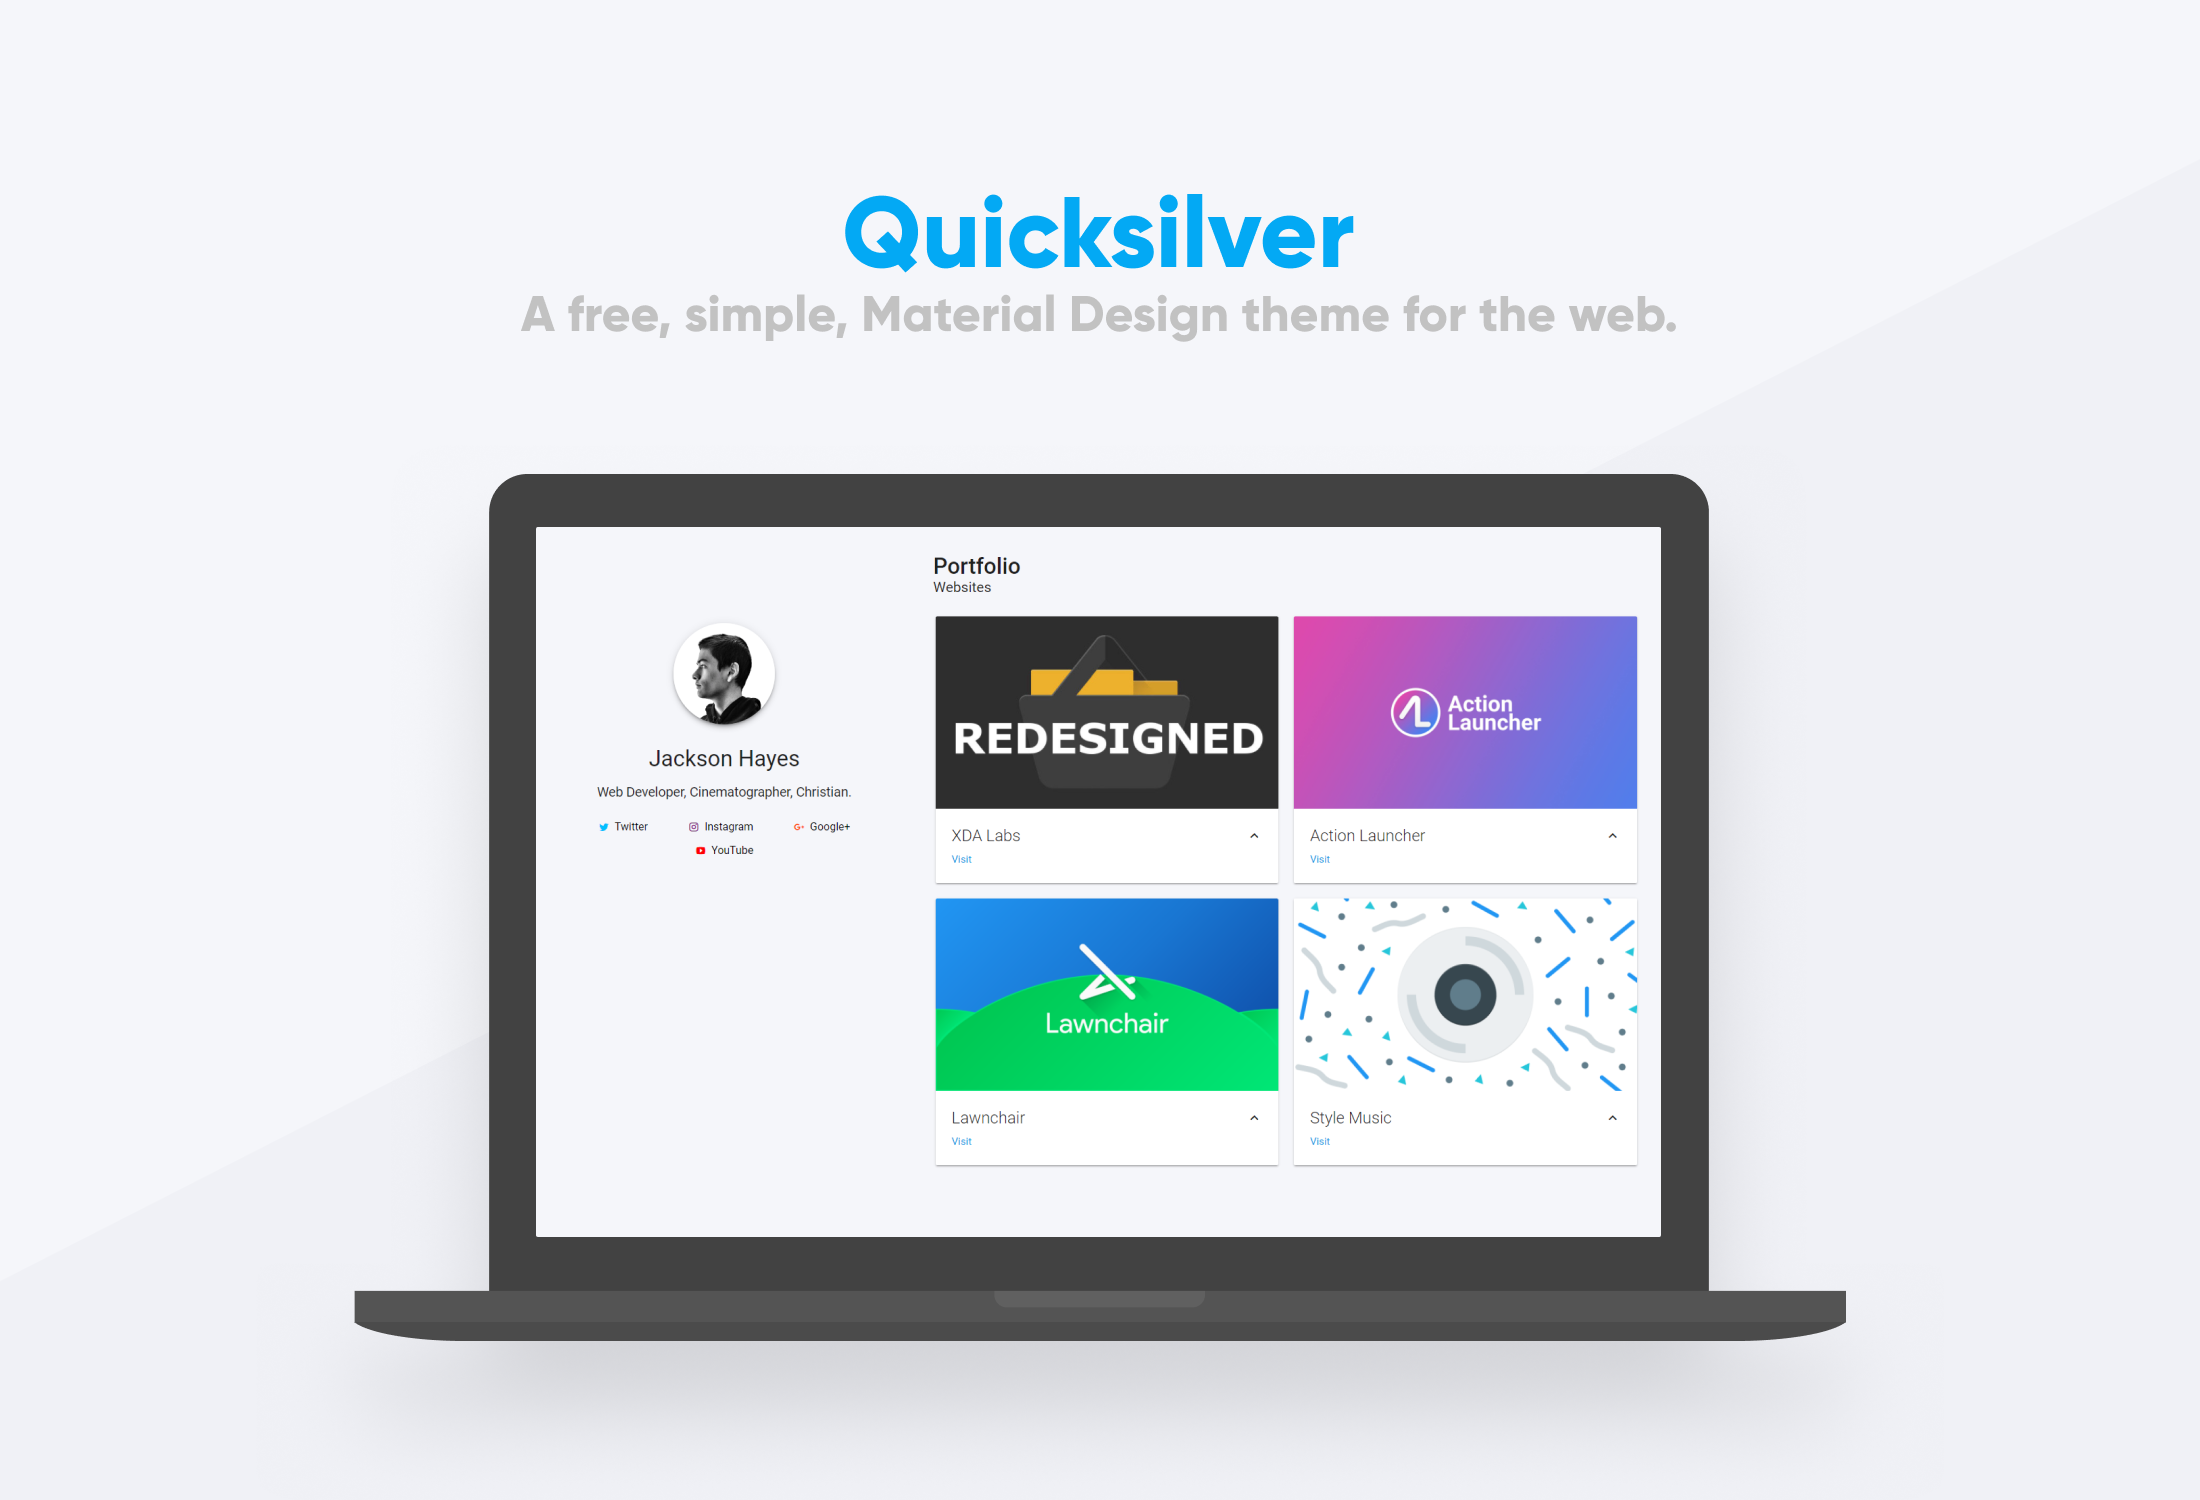 Quicksilver
A free, simple, Material Design theme for the web.
Portfolio
Websites
Jackson Hayes
Web Developer, Cinematographer, Christian.
Twitter
Instagram
Google+
YouTube
REDESIGNED
XDA Labs
Visit
Action
Launcher
Action Launcher
Visit
Lawnchair
Lawnchair
Visit
Style Music
Visit